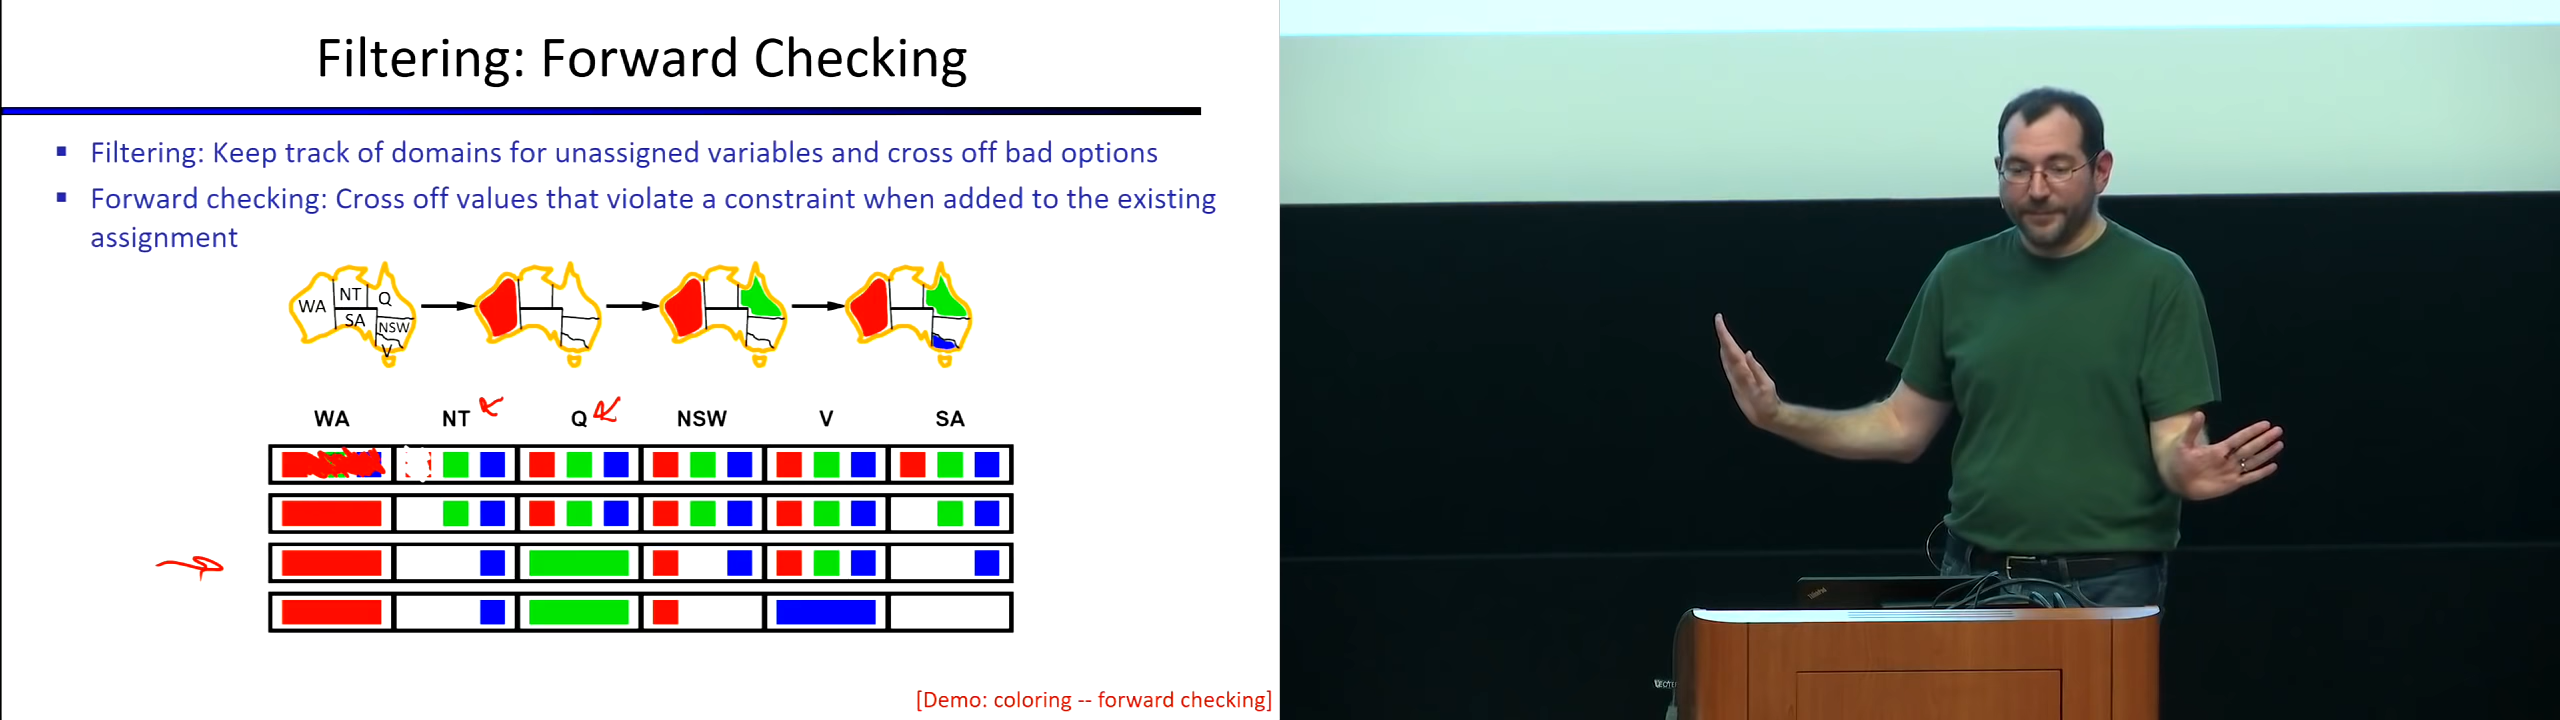 Filtering: Forward Checking
Filtering: Keep track of domains for unassigned variables and cross off bad options
Forward checking: Cross off values that violate a constraint when added to the existing
assignment
WA NT Q
SA NSW
V
WA NT Q NSW V SA
[Demo: coloring -- forward checking]
ThinkPad